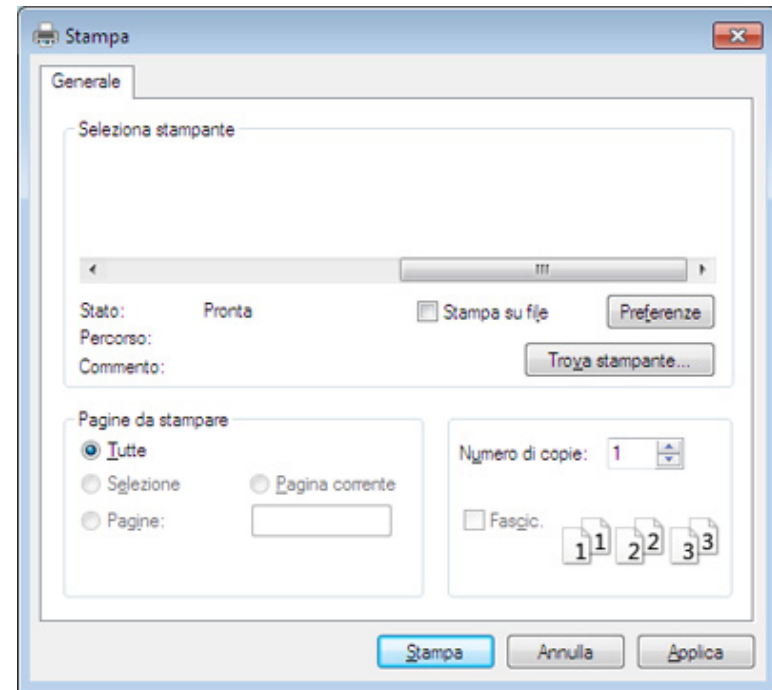 Stampa
Generale
Seleziona stampante
Stato: Pronta
Stampa su file
Preferenze
Percorso:
Commento:
Trova stampante...
Pagine da stampare
Tutte
Selezione
Pagina corrente
Pagine:
Numero di copie: 1
Fascic.
1 1 2 2 3 3
Stampa
Annulla
Applica